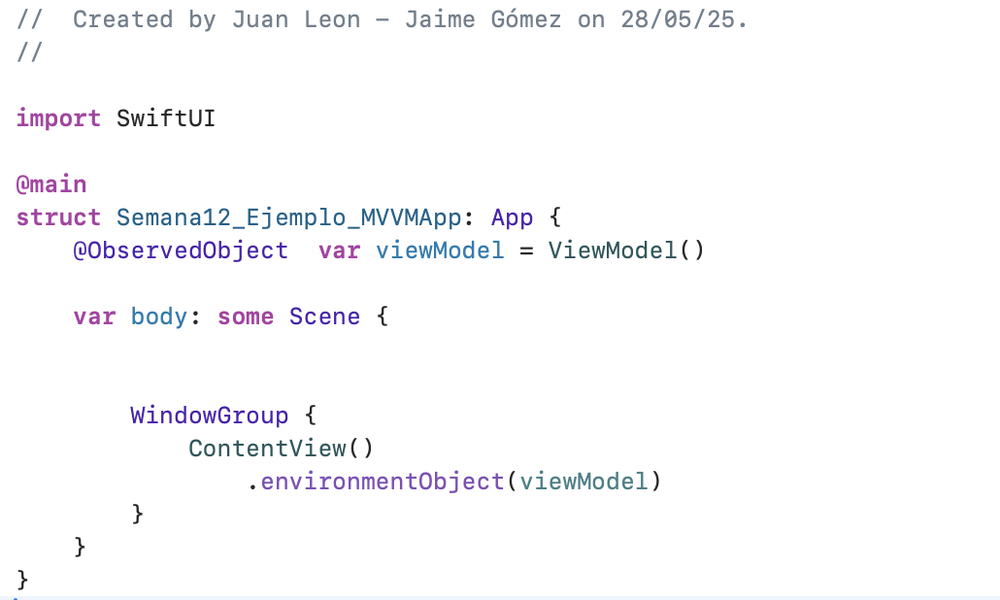 //  Created by Juan Leon – Jaime Gómez on 28/05/25.
//
import SwiftUI
@main
struct Semana12_Ejemplo_MVVMApp: App {
    @ObservedObject  var viewModel = ViewModel()
    var body: some Scene {
        WindowGroup {
            ContentView()
                .environmentObject(viewModel)
        }
    }
}